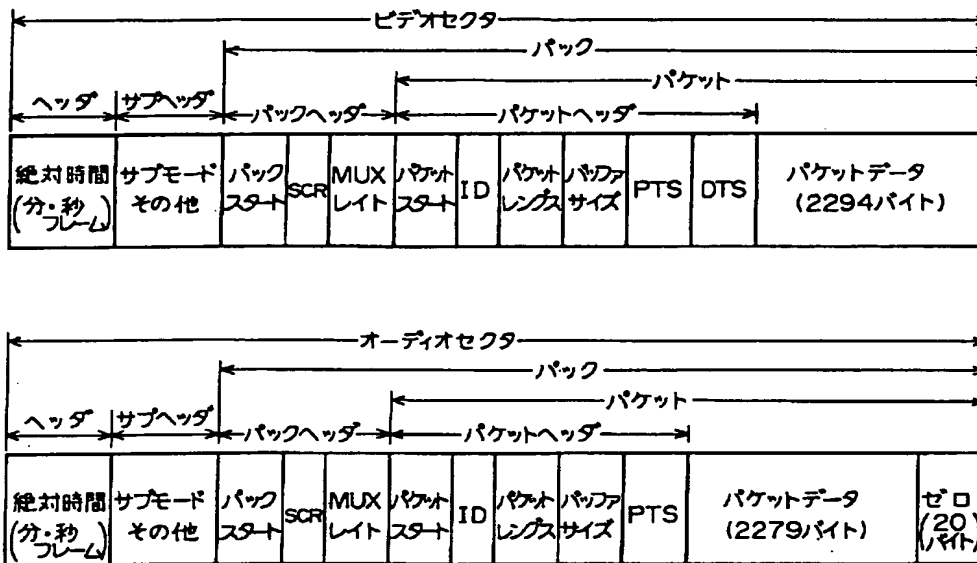 ビデオセクタ
パック
パケット
ヘッダ サブヘッダ パックヘッダ パケットヘッダ
絶対時間
(分・秒
フレーム)
サブモード
その他
パック
スタート
SCR
MUX
レイト
パケット
スタート
ID
パケット
レングス
バッファ
サイズ
PTS
DTS
パケットデータ
(2294バイト)
オーディオセクタ
パック
パケット
ヘッダ サブヘッダ パックヘッダ パケットヘッダ
絶対時間
(分・秒
フレーム)
サブモード
その他
パック
スタート
SCR
MUX
レイト
パケット
スタート
ID
パケット
レングス
バッファ
サイズ
PTS
パケットデータ
(2279バイト)
ゼロ
(20
バイト)